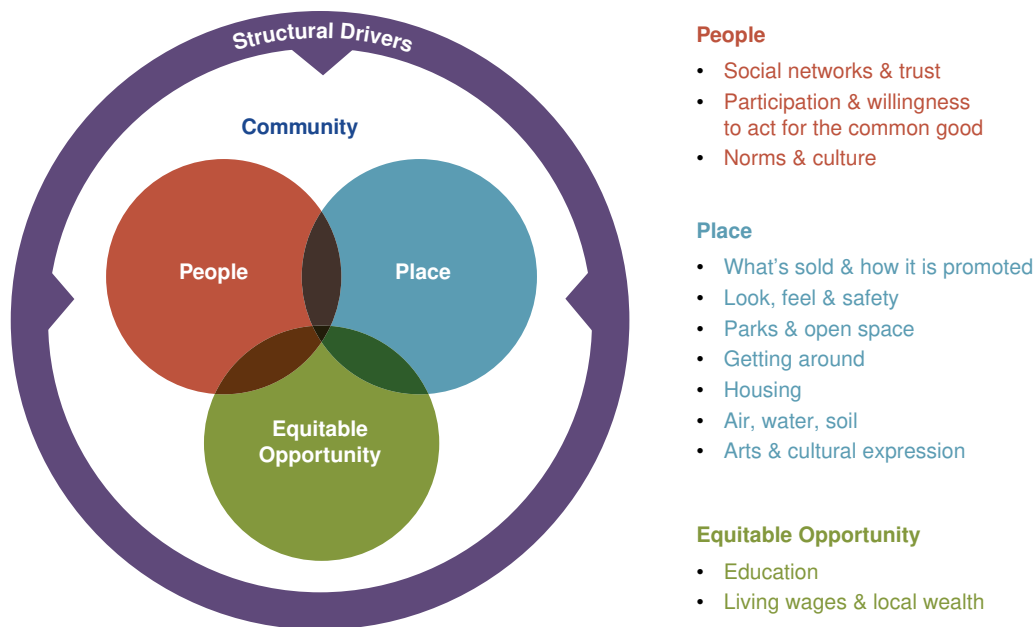 Structural Drivers
Community
People
Place
Equitable
Opportunity
People
• Social networks & trust
• Participation & willingness
to act for the common good
• Norms & culture
Place
• What’s sold & how it is promoted
• Look, feel & safety
• Parks & open space
• Getting around
• Housing
• Air, water, soil
• Arts & cultural expression
Equitable Opportunity
• Education
• Living wages & local wealth